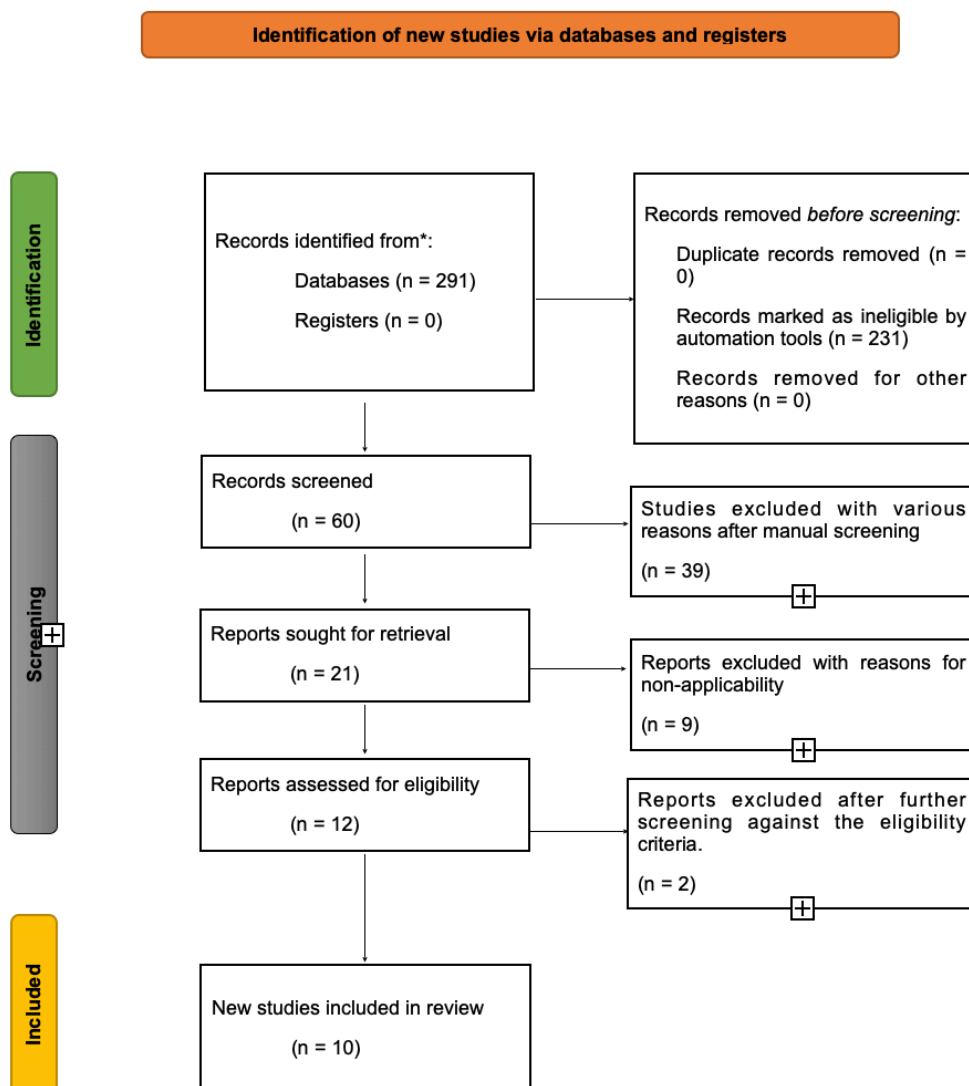 Identification of new studies via databases and registers
Identification
Records identified from*:
Databases (n = 291)
Registers (n = 0)
Records removed before screening:
Duplicate records removed (n =
0)
Records marked as ineligible by
automation tools (n = 231)
Records removed for other
reasons (n = 0)
Screening
Records screened
(n = 60)
Studies excluded with various
reasons after manual screening
(n = 39)
Reports sought for retrieval
(n = 21)
Reports excluded with reasons for
non-applicability
(n = 9)
Reports assessed for eligibility
(n = 12)
Reports excluded after further
screening against the eligibility
criteria.
(n = 2)
Included
New studies included in review
(n = 10)